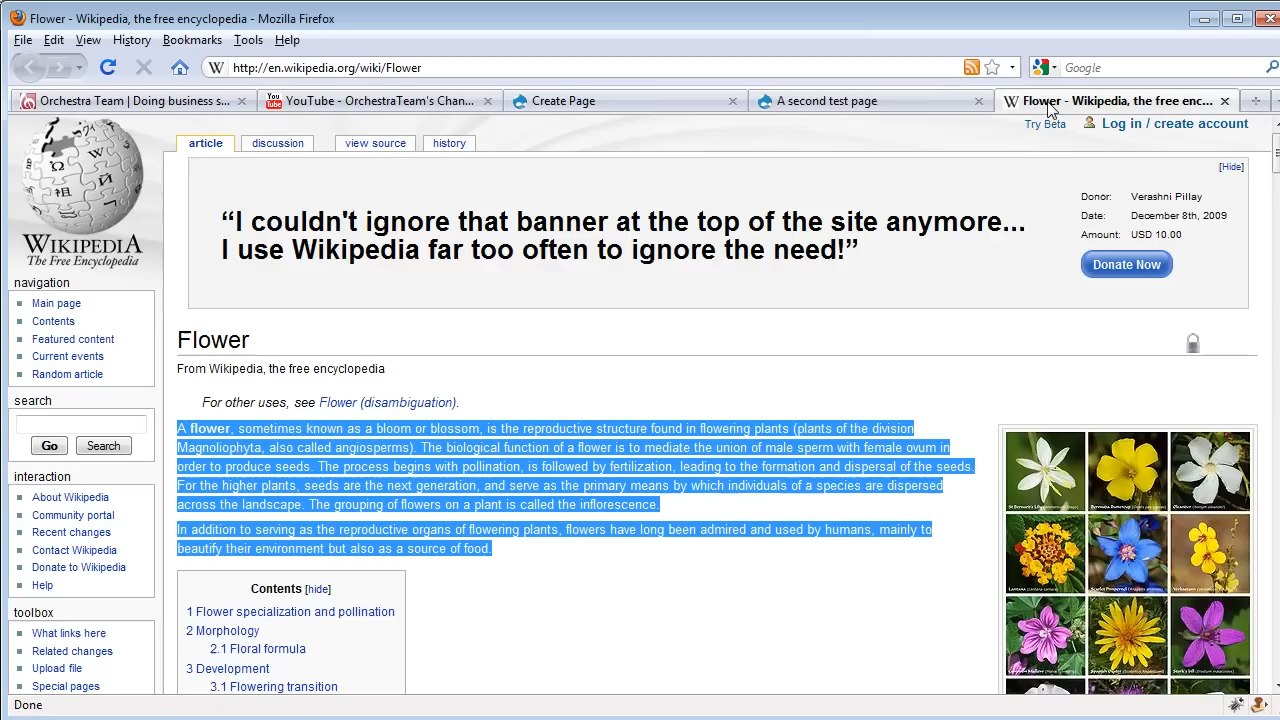 Flower - Wikipedia, the free encyclopedia - Mozilla Firefox
File Edit View History Bookmarks Tools Help
W http://en.wikipedia.org/wiki/Flower Google
Orchestra Team | Doing business s... YouTube - OrchestraTeam's Chan... Create Page A second test page W Flower - Wikipedia, the free enc...
Try Beta Log in / create account
article discussion view source history
[Hide]
“I couldn't ignore that banner at the top of the site anymore...
I use Wikipedia far too often to ignore the need!”
Donor: Verashni Pillay
Date: December 8th, 2009
Amount: USD 10.00
Donate Now
WIKIPEDIA
The Free Encyclopedia
navigation
Main page
Contents
Featured content
Current events
Random article
search
Go Search
interaction
About Wikipedia
Community portal
Recent changes
Contact Wikipedia
Donate to Wikipedia
Help
toolbox
What links here
Related changes
Upload file
Special pages
Flower
From Wikipedia, the free encyclopedia
For other uses, see Flower (disambiguation).
A flower, sometimes known as a bloom or blossom, is the reproductive structure found in flowering plants (plants of the division
Magnoliophyta, also called angiosperms). The biological function of a flower is to mediate the union of male sperm with female ovum in
order to produce seeds. The process begins with pollination, is followed by fertilization, leading to the formation and dispersal of the seeds.
For the higher plants, seeds are the next generation, and serve as the primary means by which individuals of a species are dispersed
across the landscape. The grouping of flowers on a plant is called the inflorescence.
In addition to serving as the reproductive organs of flowering plants, flowers have long been admired and used by humans, mainly to
beautify their environment but also as a source of food.
Contents [hide]
1 Flower specialization and pollination
2 Morphology
2.1 Floral formula
3 Development
3.1 Flowering transition
Done